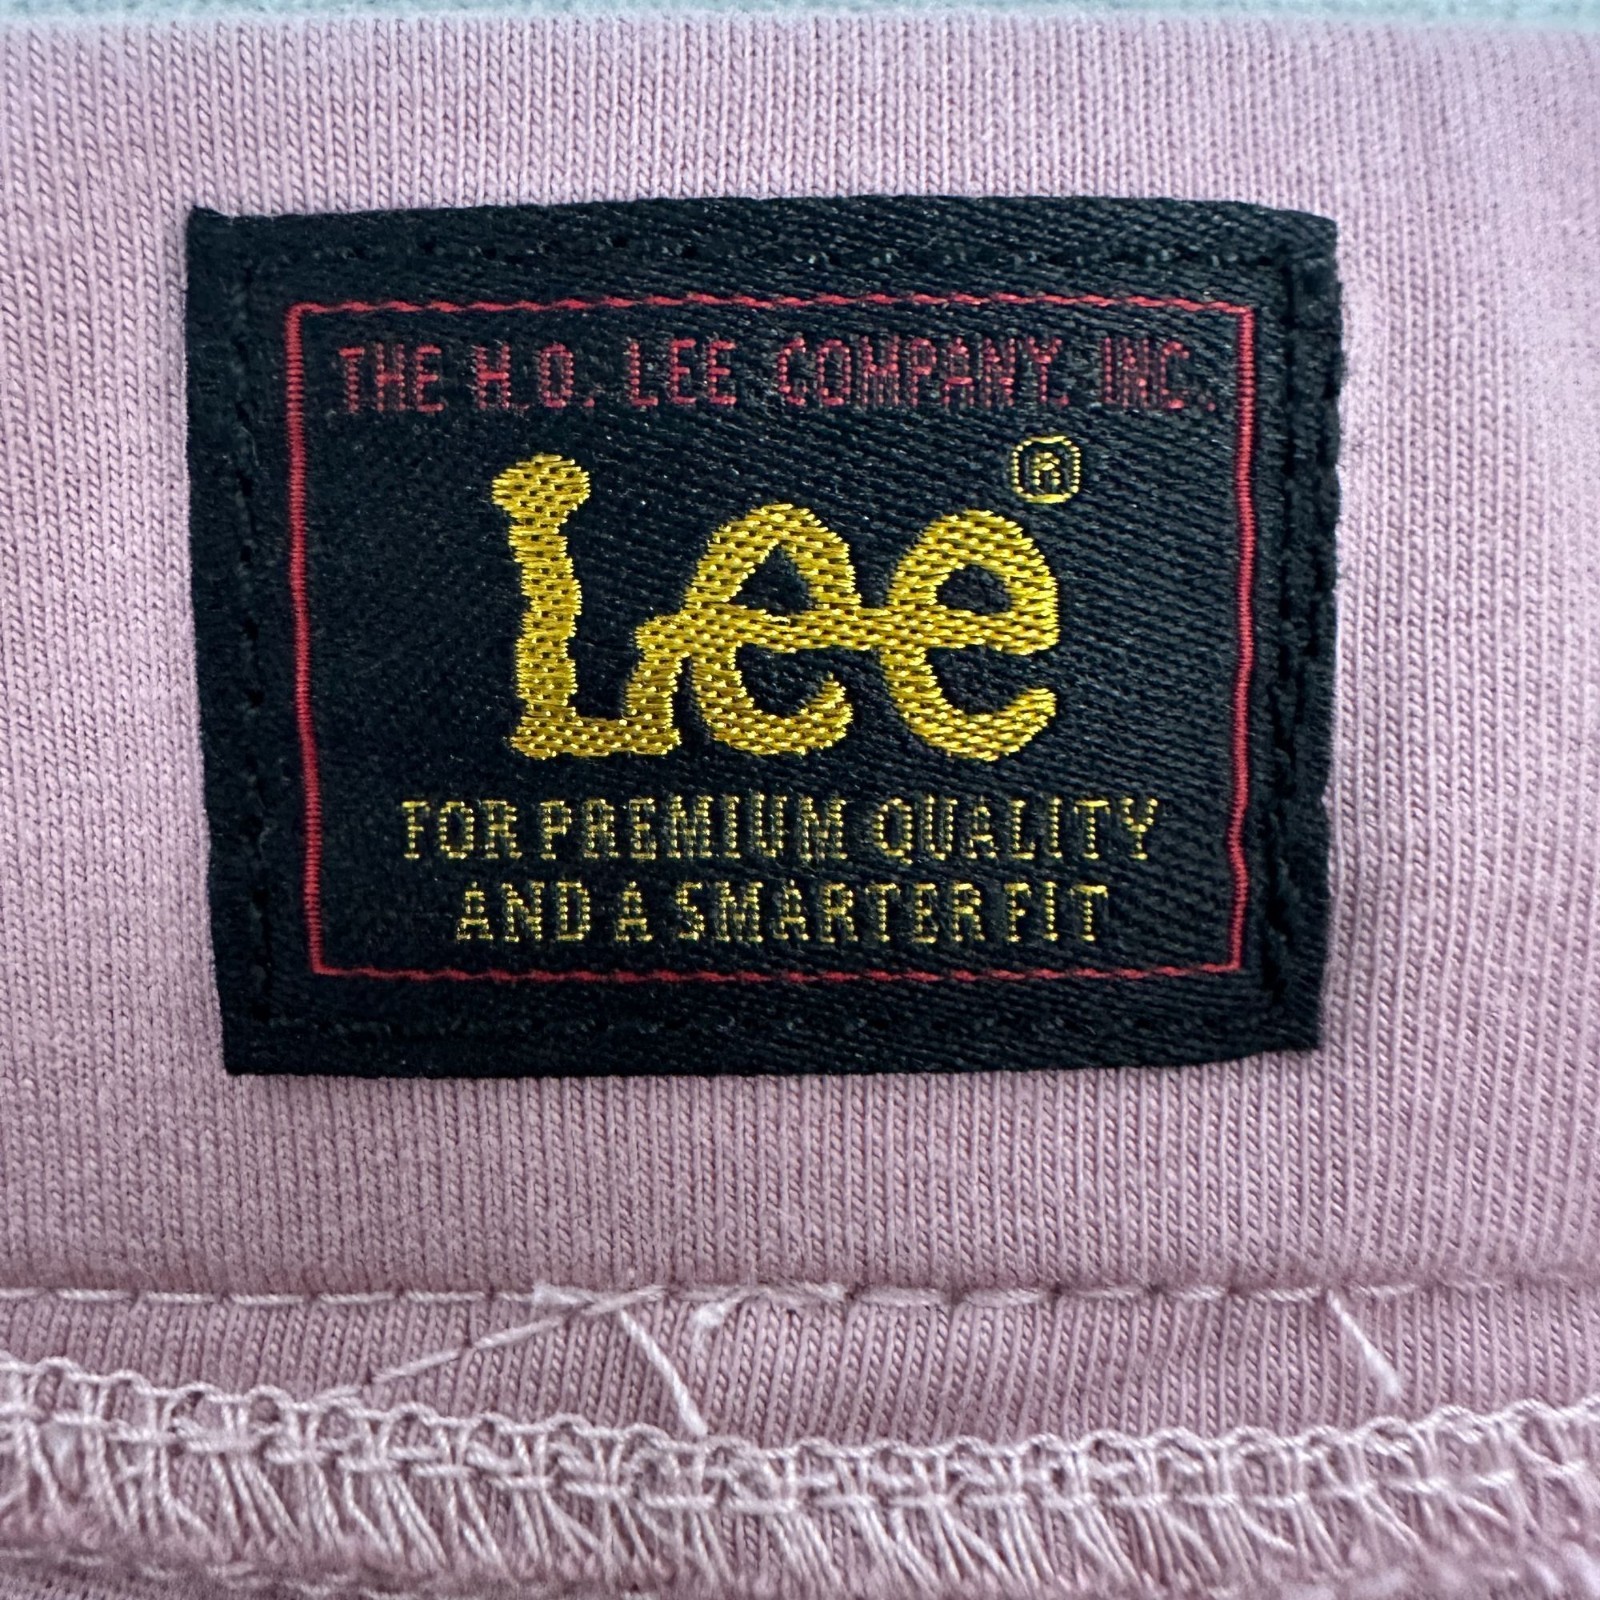 THE H.D. LEE COMPANY. INC.
Lee®
FOR PREMIUM QUALITY
AND A SMARTER FIT